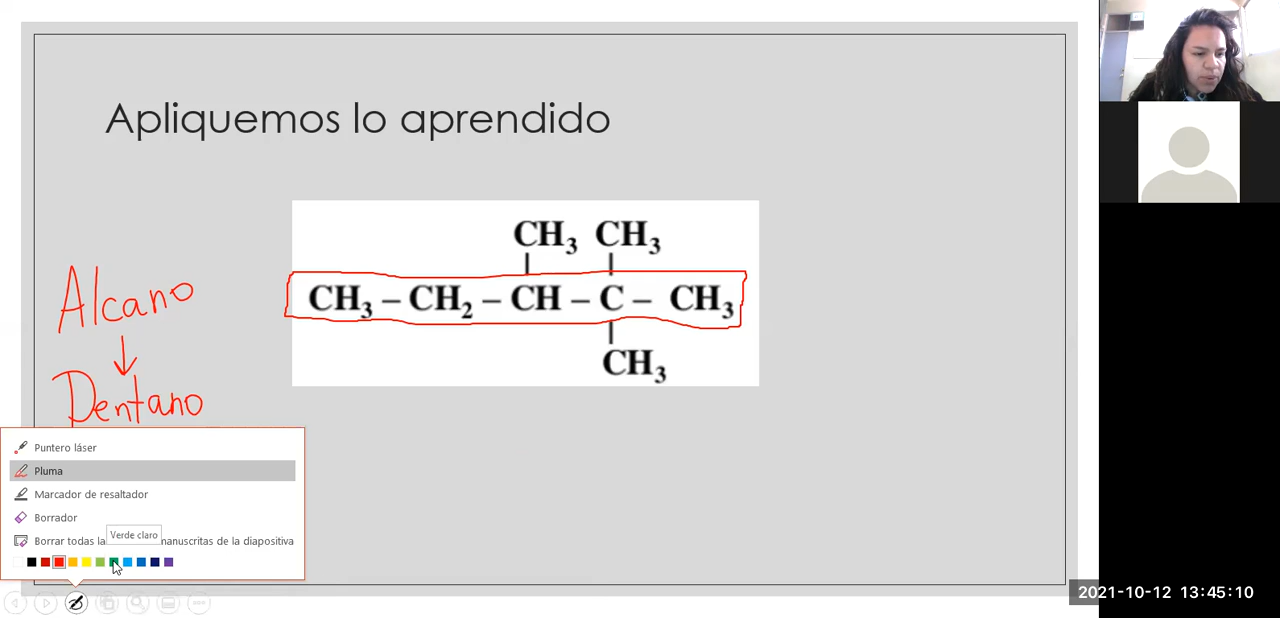 Apliquemos lo aprendido
CH3 CH3
CH3 – CH2 – CH – C – CH3
CH3
Alcano
Pentano
Puntero láser
Pluma
Marcador de resaltador
Borrador
Verde claro
Borrar todas la manuscritas de la diapositiva
2021-10-12 13:45:10